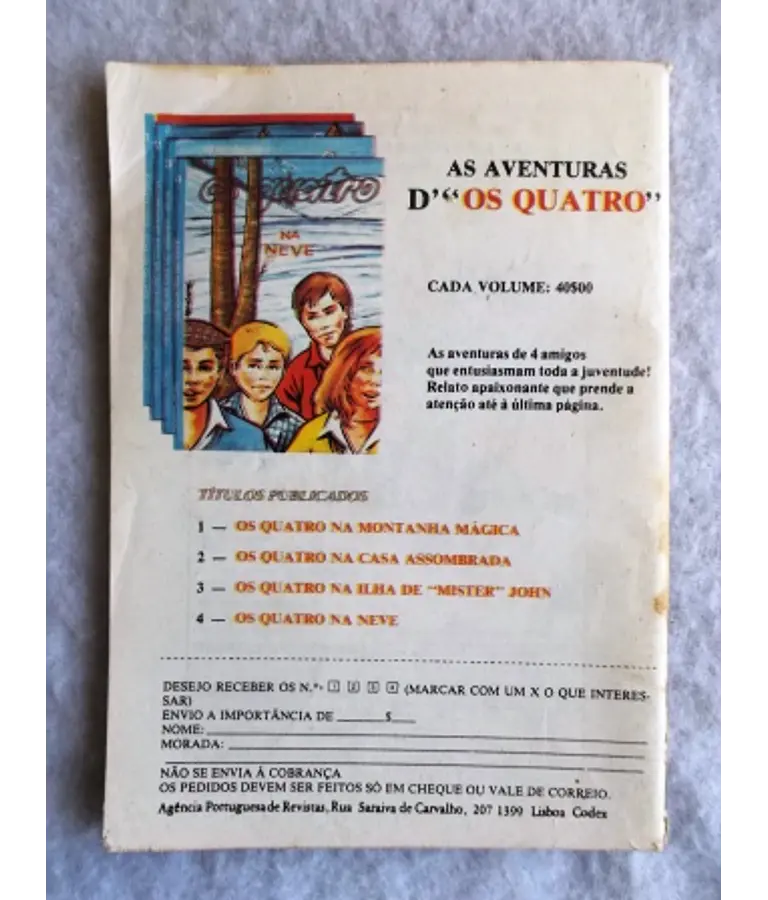 os quatro
NA
NEVE
AS AVENTURAS
D'“OS QUATRO”
CADA VOLUME: 40$00
As aventuras de 4 amigos
que entusiasmam toda a juventude!
Relato apaixonante que prende a
atenção até à última página.
TÍTULOS PUBLICADOS
1 — OS QUATRO NA MONTANHA MÁGICA
2 — OS QUATRO NA CASA ASSOMBRADA
3 — OS QUATRO NA ILHA DE “MISTER” JOHN
4 — OS QUATRO NA NEVE
DESEJO RECEBER OS N.os 1 2 3 4 (MARCAR COM UM X O QUE INTERES-
SAR)
ENVIO A IMPORTÂNCIA DE ______$___
NOME:
MORADA:
NÃO SE ENVIA À COBRANÇA
OS PEDIDOS DEVEM SER FEITOS SÓ EM CHEQUE OU VALE DE CORREIO.
Agência Portuguesa de Revistas, Rua Saraiva de Carvalho, 207 1399 Lisboa Codex